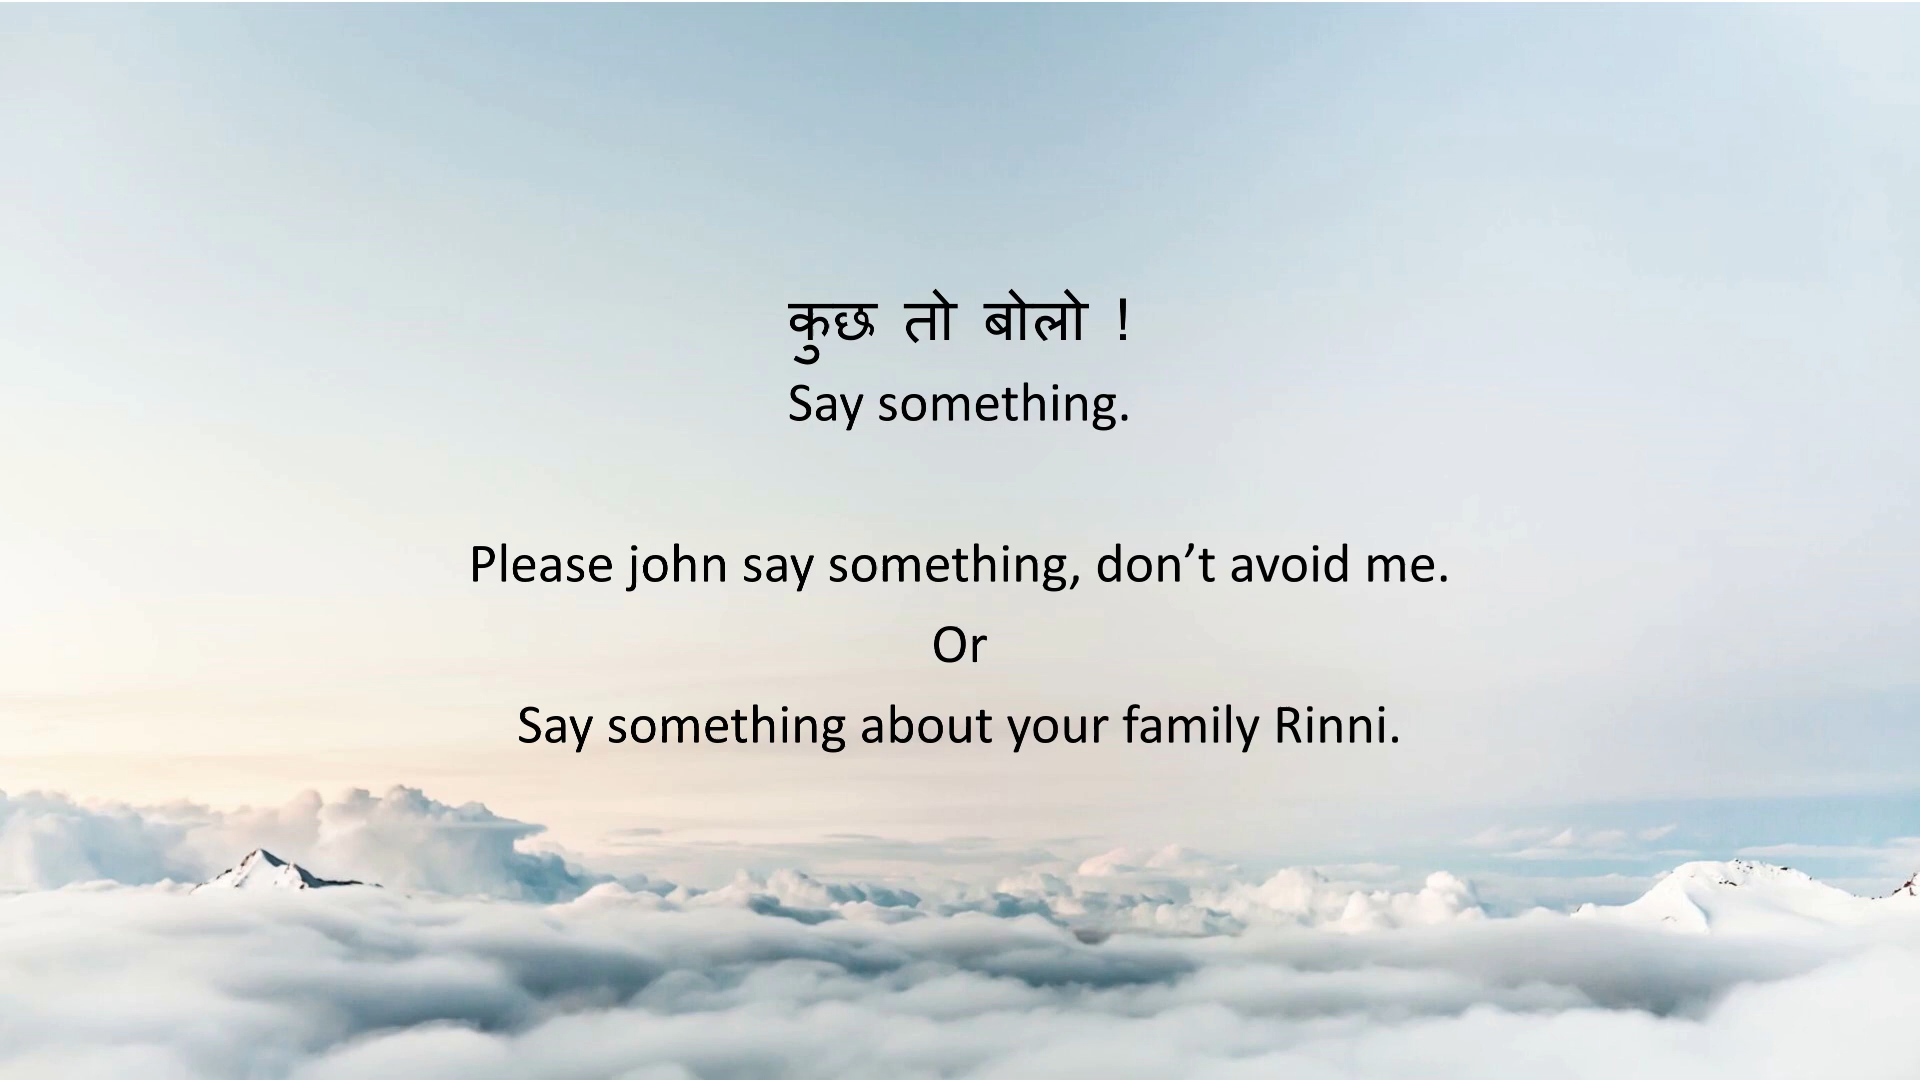 कुछ तो बोलो !
Say something.
Please john say something, don’t avoid me.
Or
Say something about your family Rinni.